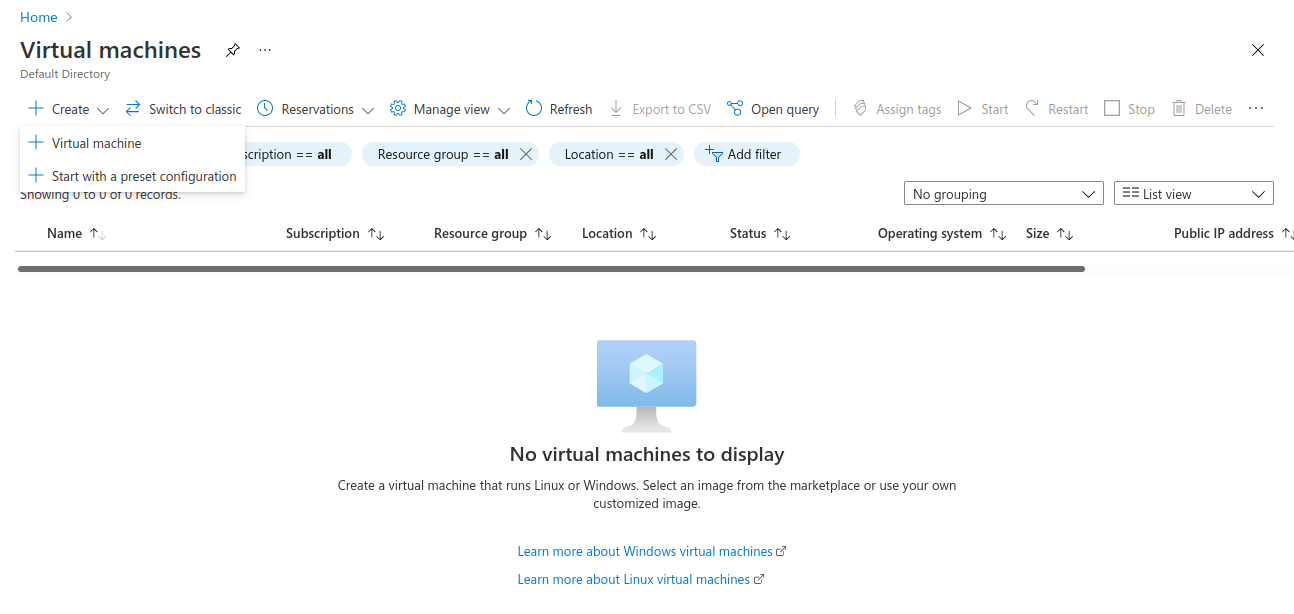 Home
Virtual machines
Default Directory
Create Switch to classic Reservations Manage view Refresh Export to CSV Open query Assign tags Start Restart Stop Delete
Virtual machine
Start with a preset configuration
== all Resource group == all Location == all Add filter
Showing 0 to 0 of 0 records.
No grouping List view
Name Subscription Resource group Location Status Operating system Size Public IP address
No virtual machines to display
Create a virtual machine that runs Linux or Windows. Select an image from the marketplace or use your own
customized image.
Learn more about Windows virtual machines
Learn more about Linux virtual machines